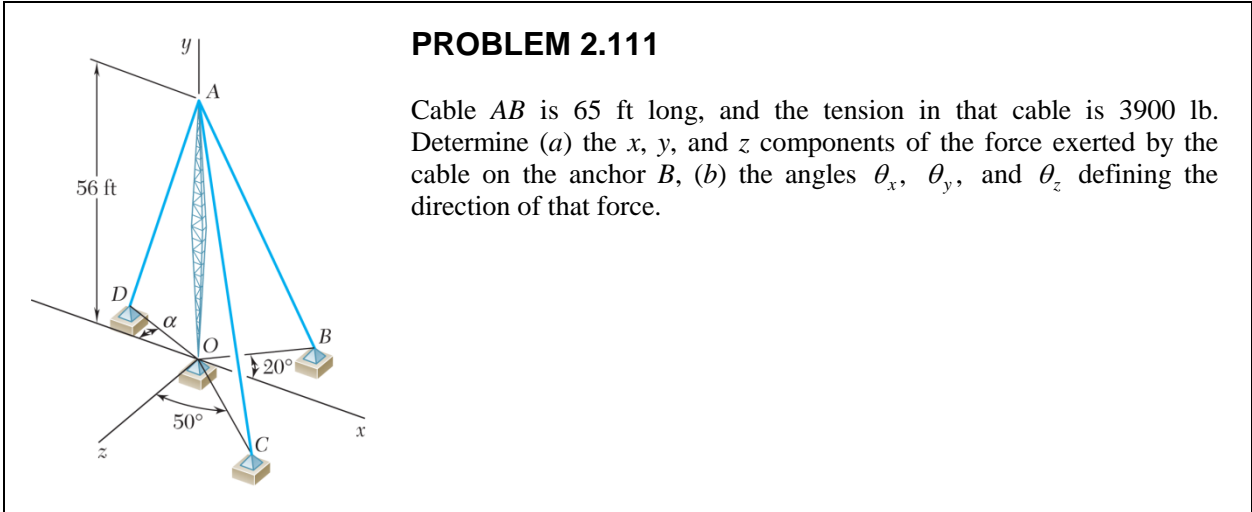 PROBLEM 2.111
Cable AB is 65 ft long, and the tension in that cable is 3900 lb.
Determine (a) the x, y, and z components of the force exerted by the
cable on the anchor B, (b) the angles θx, θy, and θz defining the
direction of that force.
y
A
56 ft
D
α
O
B
20°
50°
x
z
C